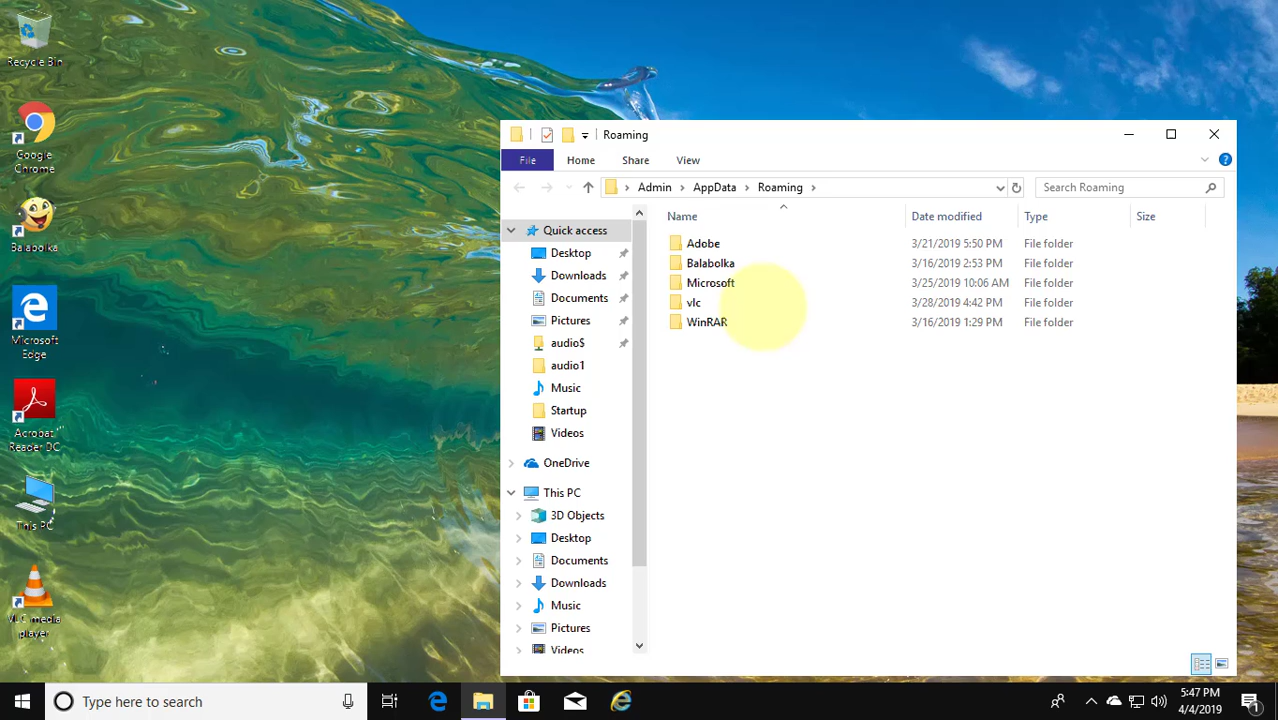 Recycle Bin
Google
Chrome
Balabolka
Microsoft
Edge
Acrobat
Reader DC
This PC
VLC media
player
Roaming
File Home Share View
Admin AppData Roaming
Search Roaming
Name Date modified Type Size
Quick access
Desktop
Downloads
Documents
Pictures
audio$
audio1
Music
Startup
Videos
OneDrive
This PC
3D Objects
Desktop
Documents
Downloads
Music
Pictures
Videos
Adobe 3/21/2019 5:50 PM File folder
Balabolka 3/16/2019 2:53 PM File folder
Microsoft 3/25/2019 10:06 AM File folder
vlc 3/28/2019 4:42 PM File folder
WinRAR 3/16/2019 1:29 PM File folder
Type here to search
5:47 PM
4/4/2019
1